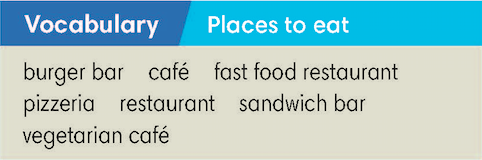 Vocabulary Places to eat
burger bar café fast food restaurant
pizzeria restaurant sandwich bar
vegetarian café